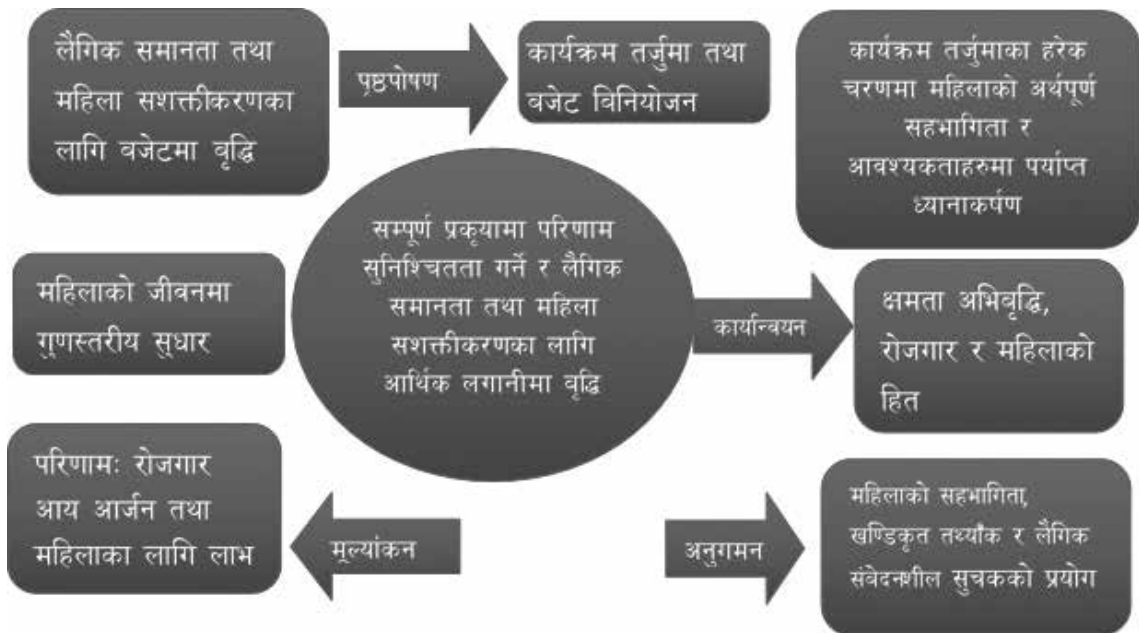 लैगिक समानता तथा
महिला सशक्तीकरणका
लागि बजेटमा बृद्धि
पृष्ठपोषण
कार्यक्रम तर्जुमा तथा
बजेट बिनियोजन
कार्यक्रम तर्जुमाका हरेक
चरणमा महिलाको अर्थपूर्ण
सहभागिता र
आवश्यकताहरुमा पर्याप्त
ध्यानाकर्षण
सम्पूर्ण प्रकृयामा परिणाम
सुनिश्चितता गर्ने र लैगिक
समानता तथा महिला
सशक्तीकरणका लागि
आर्थिक लगानीमा बृद्धि
महिलाको जीवनमा
गुणस्तरीय सुधार
कार्यान्बयन
क्षमता अभिबृद्धि,
रोजगार र महिलाको
हित
परिणामः रोजगार
आय आर्जन तथा
महिलाका लागि लाभ
मूल्यांकन
अनुगमन
महिलाको सहभागिता,
खण्डिकृत तथ्याँक र लैगिक
संबेदनशील सुचकको प्रयोग